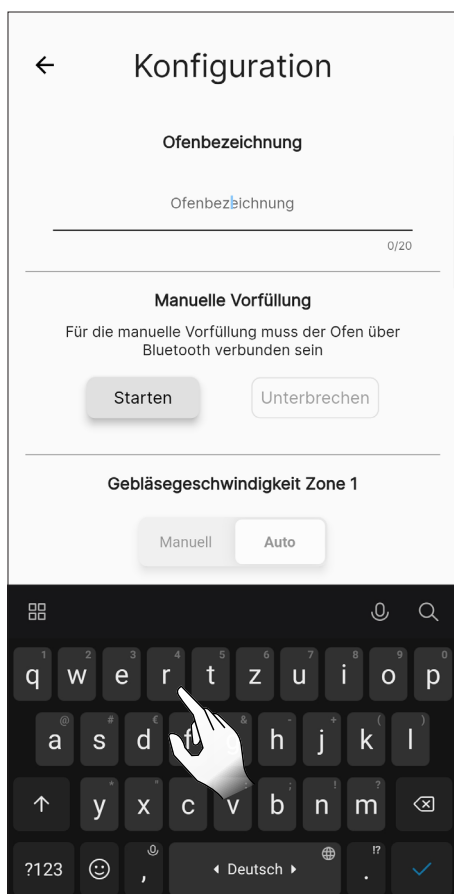 Konfiguration
Ofenbezeichnung
Ofenbezeichnung
0/20
Manuelle Vorfüllung
Für die manuelle Vorfüllung muss der Ofen über
Bluetooth verbunden sein
Starten Unterbrechen
Gebläsegeschwindigkeit Zone 1
Manuell Auto
1 2 3 4 5 6 7 8 9 0
q w e r t z u i o p
@ # € & - + ( )
a s d f g h j k l
* " : ; ! ?
y x c v b n m
!?
?123 , Deutsch .